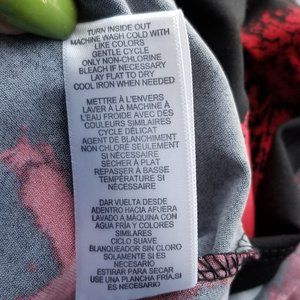 TURN INSIDE OUT
MACHINE WASH COLD WITH
LIKE COLORS
GENTLE CYCLE
ONLY NON-CHLORINE
BLEACH IF NECESSARY
LAY FLAT TO DRY
COOL IRON WHEN NEEDED
METTRE À L'ENVERS
LAVER À LA MACHINE À
L'EAU FROIDE AVEC DES
COULEURS SIMILAIRES
CYCLE DÉLICAT
AGENT DE BLANCHIMENT
NON CHLORÉ SEULEMENT
SI NÉCESSAIRE
SÉCHER À PLAT
REPASSER À BASSE
TEMPÉRATURE SI
NÉCESSAIRE
DAR VUELTA DESDE
ADENTRO HACIA AFUERA
LAVADO A MÁQUINA CON
AGUA FRÍA Y COLORES
SIMILARES
CICLO SUAVE
BLANQUEADOR SIN CLORO
SOLAMENTE SI ES
NECESARIO
ESTIRAR PARA SECAR
USE UNA PLANCHA FRÍA SI ES
NECESARIO